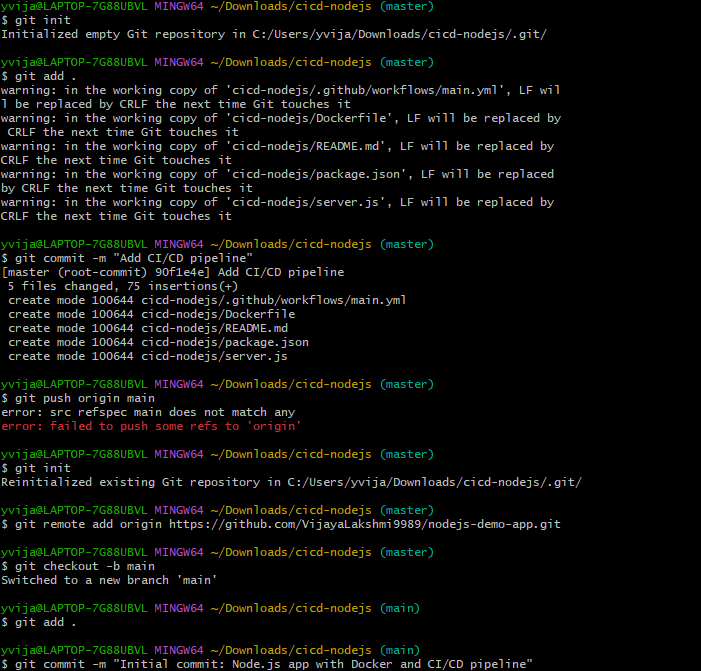 yvija@LAPTOP-7G88UBVL MINGW64 ~/Downloads/cicd-nodejs (master)
$ git init
Initialized empty Git repository in C:/Users/yvija/Downloads/cicd-nodejs/.git/
yvija@LAPTOP-7G88UBVL MINGW64 ~/Downloads/cicd-nodejs (master)
$ git add .
warning: in the working copy of 'cicd-nodejs/.github/workflows/main.yml', LF wil
l be replaced by CRLF the next time Git touches it
warning: in the working copy of 'cicd-nodejs/Dockerfile', LF will be replaced by
 CRLF the next time Git touches it
warning: in the working copy of 'cicd-nodejs/README.md', LF will be replaced by
CRLF the next time Git touches it
warning: in the working copy of 'cicd-nodejs/package.json', LF will be replaced
by CRLF the next time Git touches it
warning: in the working copy of 'cicd-nodejs/server.js', LF will be replaced by
CRLF the next time Git touches it
yvija@LAPTOP-7G88UBVL MINGW64 ~/Downloads/cicd-nodejs (master)
$ git commit -m "Add CI/CD pipeline"
[master (root-commit) 90f1e4e] Add CI/CD pipeline
 5 files changed, 75 insertions(+)
 create mode 100644 cicd-nodejs/.github/workflows/main.yml
 create mode 100644 cicd-nodejs/Dockerfile
 create mode 100644 cicd-nodejs/README.md
 create mode 100644 cicd-nodejs/package.json
 create mode 100644 cicd-nodejs/server.js
yvija@LAPTOP-7G88UBVL MINGW64 ~/Downloads/cicd-nodejs (master)
$ git push origin main
error: src refspec main does not match any
error: failed to push some refs to 'origin'
yvija@LAPTOP-7G88UBVL MINGW64 ~/Downloads/cicd-nodejs (master)
$ git init
Reinitialized existing Git repository in C:/Users/yvija/Downloads/cicd-nodejs/.git/
yvija@LAPTOP-7G88UBVL MINGW64 ~/Downloads/cicd-nodejs (master)
$ git remote add origin https://github.com/VijayaLakshmi9989/nodejs-demo-app.git
yvija@LAPTOP-7G88UBVL MINGW64 ~/Downloads/cicd-nodejs (master)
$ git checkout -b main
Switched to a new branch 'main'
yvija@LAPTOP-7G88UBVL MINGW64 ~/Downloads/cicd-nodejs (main)
$ git add .
yvija@LAPTOP-7G88UBVL MINGW64 ~/Downloads/cicd-nodejs (main)
$ git commit -m "Initial commit: Node.js app with Docker and CI/CD pipeline"